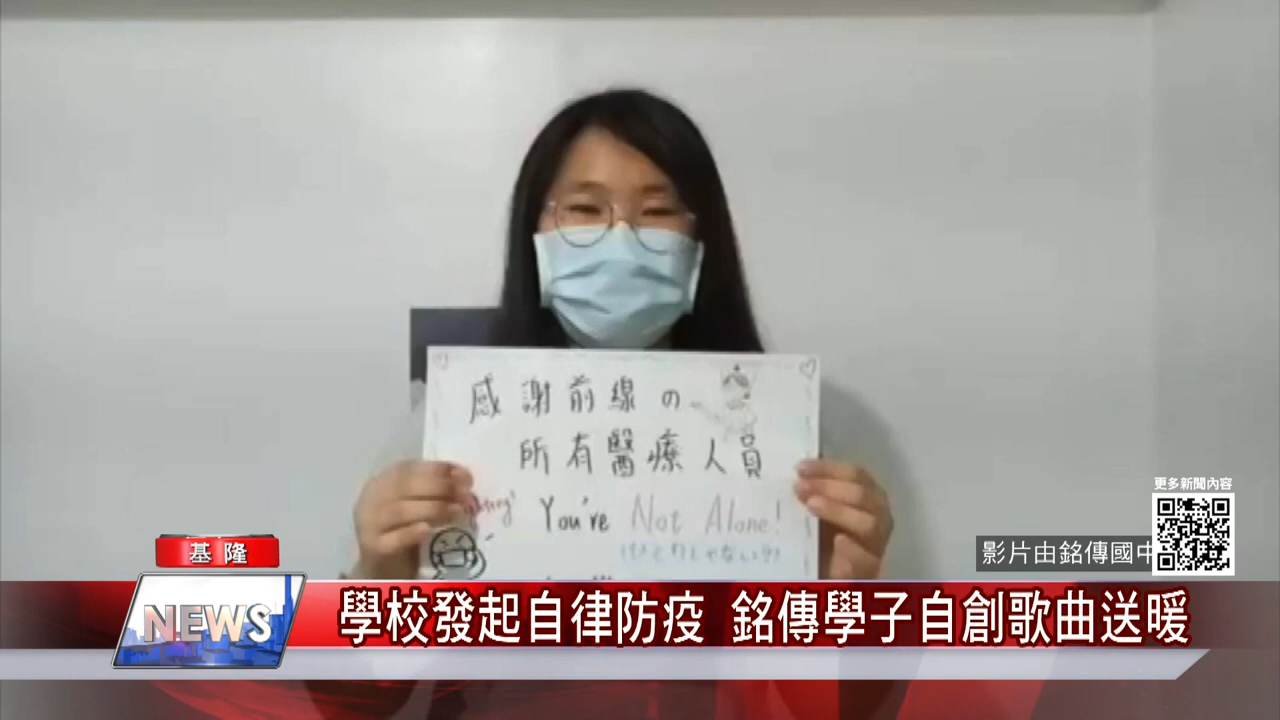 感謝前線の
所有醫療人員
You're Not Alone!
更多新聞內容
影片由銘傳國中
基隆
NEWS
學校發起自律防疫 銘傳學子自創歌曲送暖